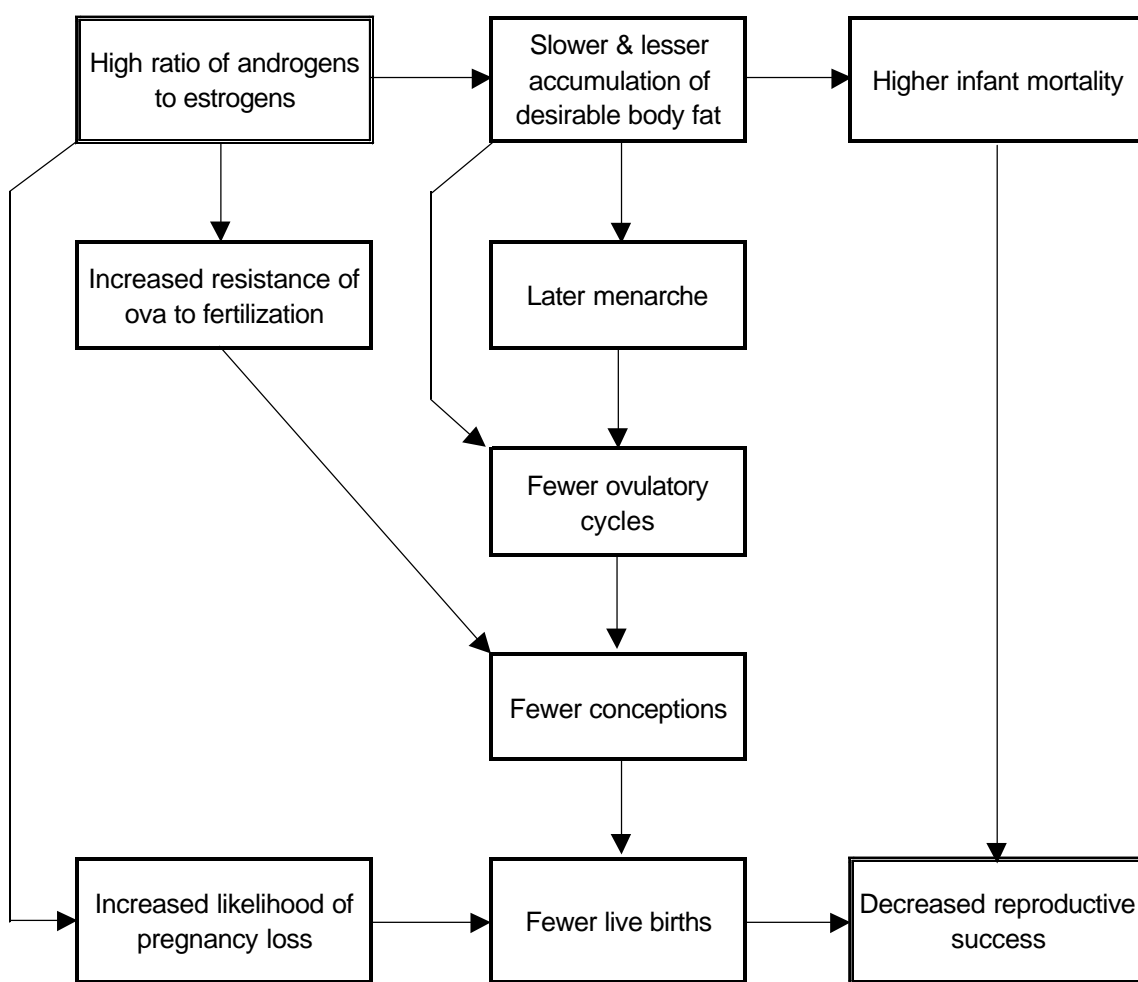 High ratio of androgens
to estrogens
Slower & lesser
accumulation of
desirable body fat
Higher infant mortality
Increased resistance of
ova to fertilization
Later menarche
Fewer ovulatory
cycles
Fewer conceptions
Increased likelihood of
pregnancy loss
Fewer live births
Decreased reproductive
success